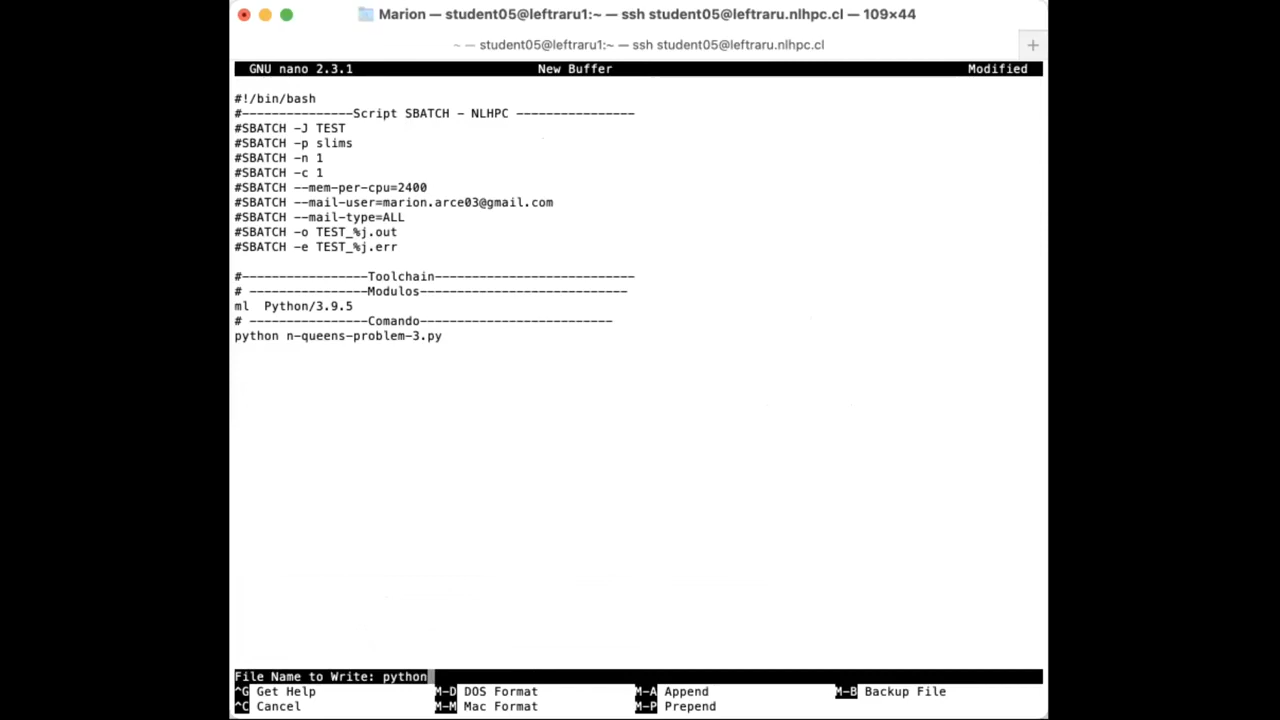 Marion — student05@leftraru1:~ — ssh student05@leftraru.nlhpc.cl — 109×44
~ — student05@leftraru1:~ — ssh student05@leftraru.nlhpc.cl +
GNU nano 2.3.1 New Buffer Modified
#!/bin/bash
#---------------Script SBATCH - NLHPC ----------------
#SBATCH -J TEST
#SBATCH -p slims
#SBATCH -n 1
#SBATCH -c 1
#SBATCH --mem-per-cpu=2400
#SBATCH --mail-user=marion.arce03@gmail.com
#SBATCH --mail-type=ALL
#SBATCH -o TEST_%j.out
#SBATCH -e TEST_%j.err
#-----------------Toolchain---------------------------
# ----------------Modulos----------------------------
ml  Python/3.9.5
# ----------------Comando--------------------------
python n-queens-problem-3.py
File Name to Write: python
^G Get Help M-D DOS Format M-A Append M-B Backup File
^C Cancel M-M Mac Format M-P Prepend